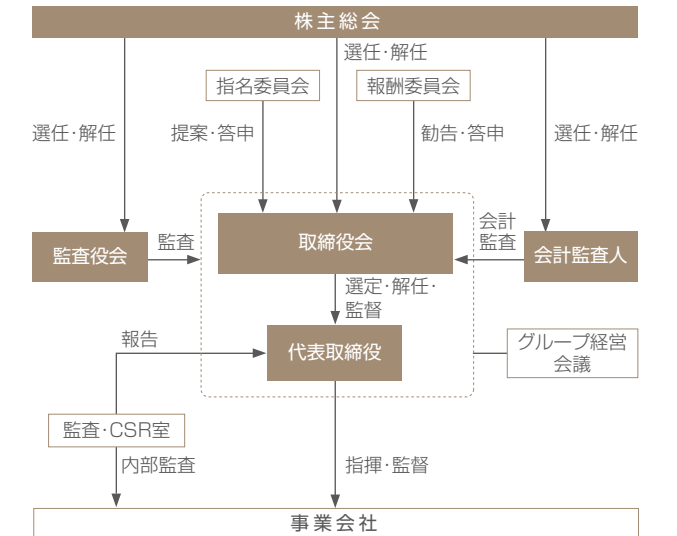 株主総会
選任・解任
指名委員会
報酬委員会
選任・解任
提案・答申
勧告・答申
選任・解任
監査役会
監査
取締役会
会計
監査
会計監査人
選定・解任・
監督
報告
代表取締役
グループ経営
会議
監査・CSR室
内部監査
指揮・監督
事業会社